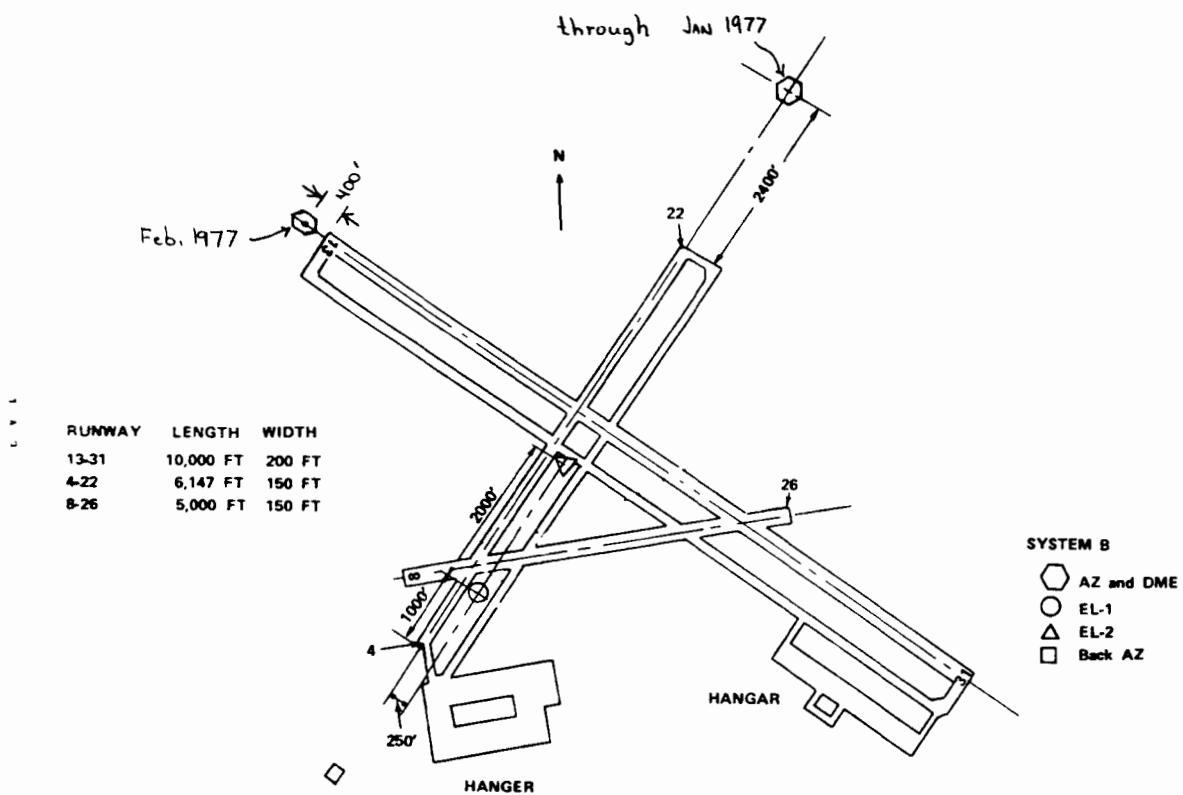 through JAN 1977
N
400'
2400'
22
Feb. 1977
13
RUNWAY LENGTH WIDTH
13-31 10,000 FT 200 FT
4-22 6,147 FT 150 FT
8-26 5,000 FT 150 FT
2000'
26
8
1000'
4
SYSTEM B
AZ and DME
EL-1
EL-2
Back AZ
31
HANGAR
250'
HANGER